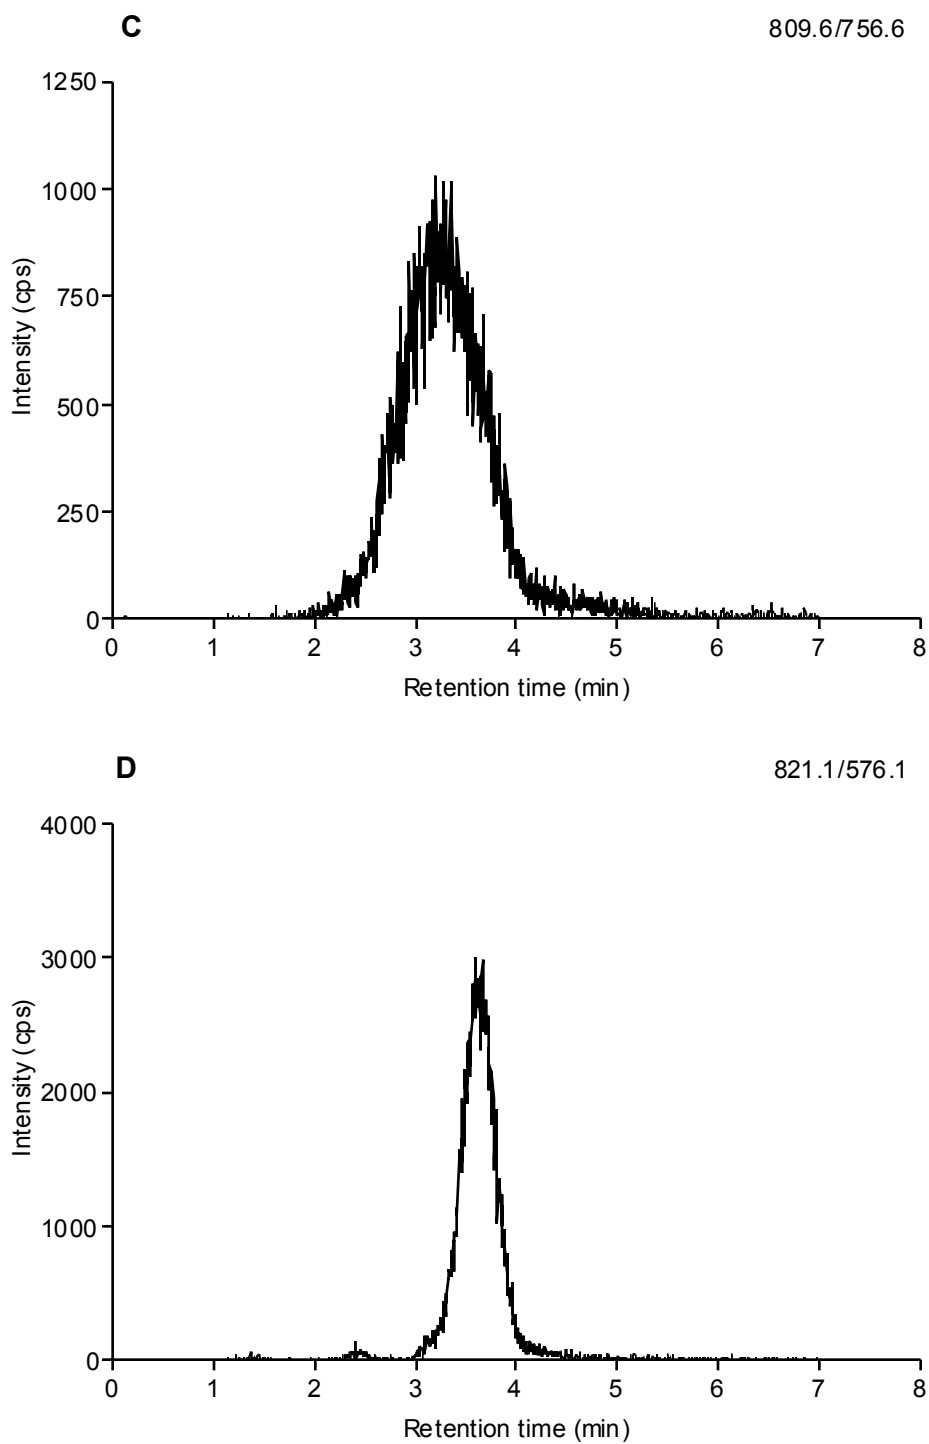 C
809.6/756.6
1250
1000
750
500
250
0
Intensity (cps)
0 1 2 3 4 5 6 7 8
Retention time (min)
D
821.1/576.1
4000
3000
2000
1000
0
Intensity (cps)
0 1 2 3 4 5 6 7 8
Retention time (min)